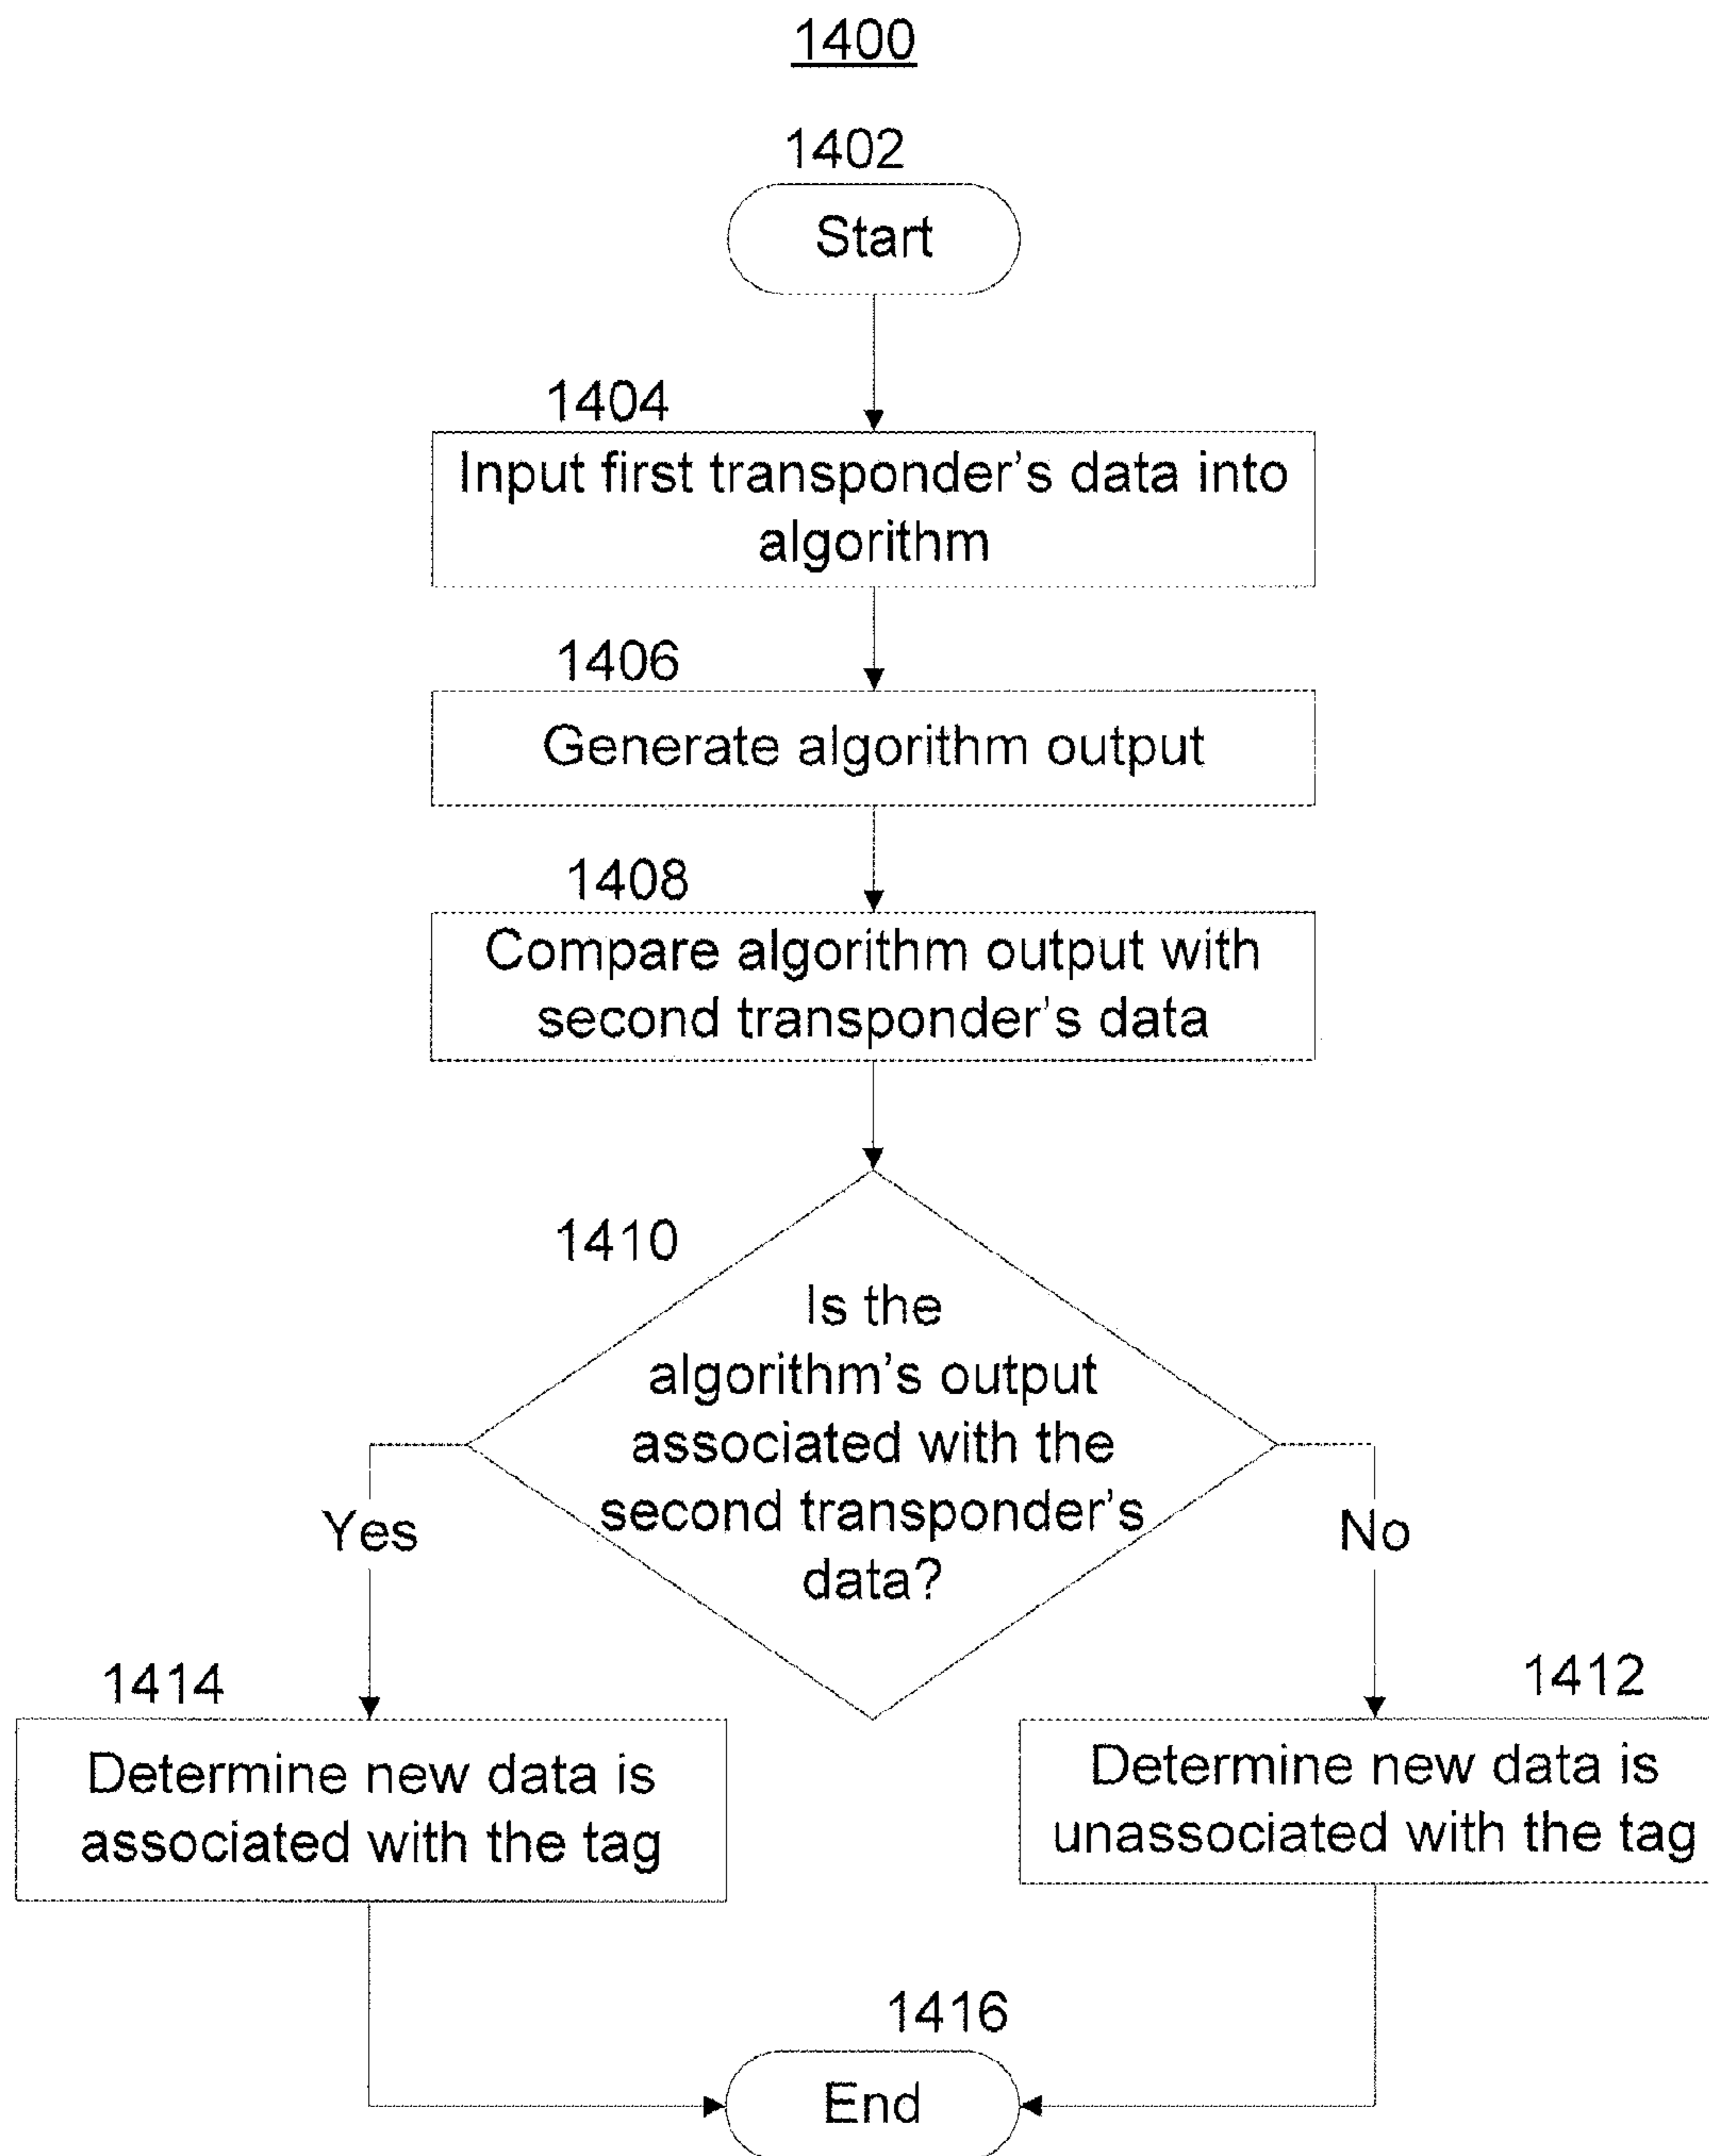 1400
1402
Start
1404
Input first transponder's data into
algorithm
1406
Generate algorithm output
1408
Compare algorithm output with
second transponder's data
1410
Is the
algorithm's output
associated with the
second transponder's
data?
Yes
No
1414
Determine new data is
associated with the tag
1412
Determine new data is
unassociated with the tag
1416
End